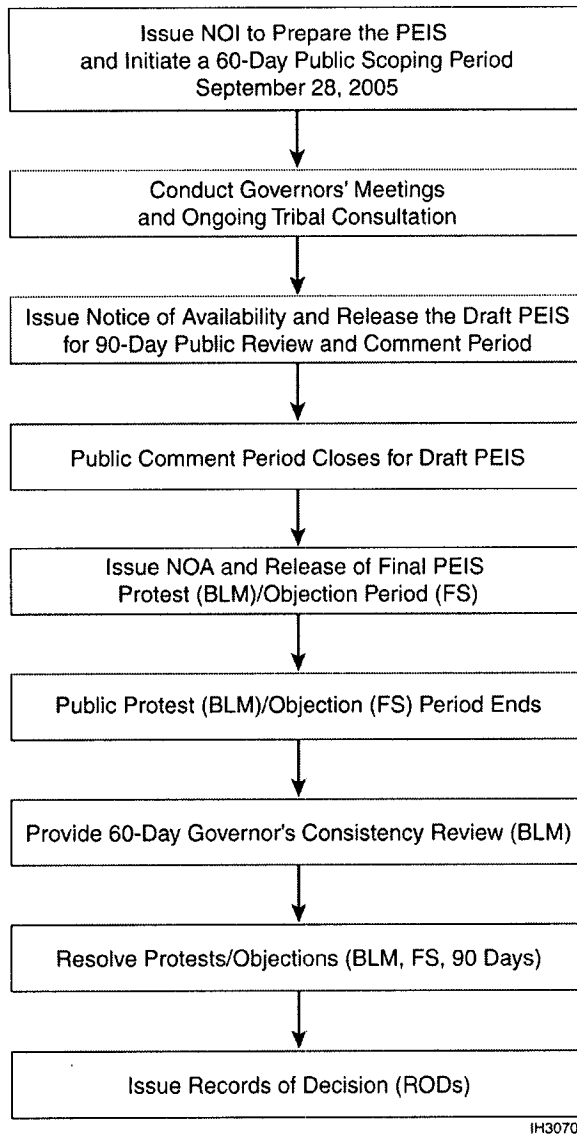 Issue NOI to Prepare the PEIS
and Initiate a 60-Day Public Scoping Period
September 28, 2005
Conduct Governors' Meetings
and Ongoing Tribal Consultation
Issue Notice of Availability and Release the Draft PEIS
for 90-Day Public Review and Comment Period
Public Comment Period Closes for Draft PEIS
Issue NOA and Release of Final PEIS
Protest (BLM)/Objection Period (FS)
Public Protest (BLM)/Objection (FS) Period Ends
Provide 60-Day Governor's Consistency Review (BLM)
Resolve Protests/Objections (BLM, FS, 90 Days)
Issue Records of Decision (RODs)
IH3070